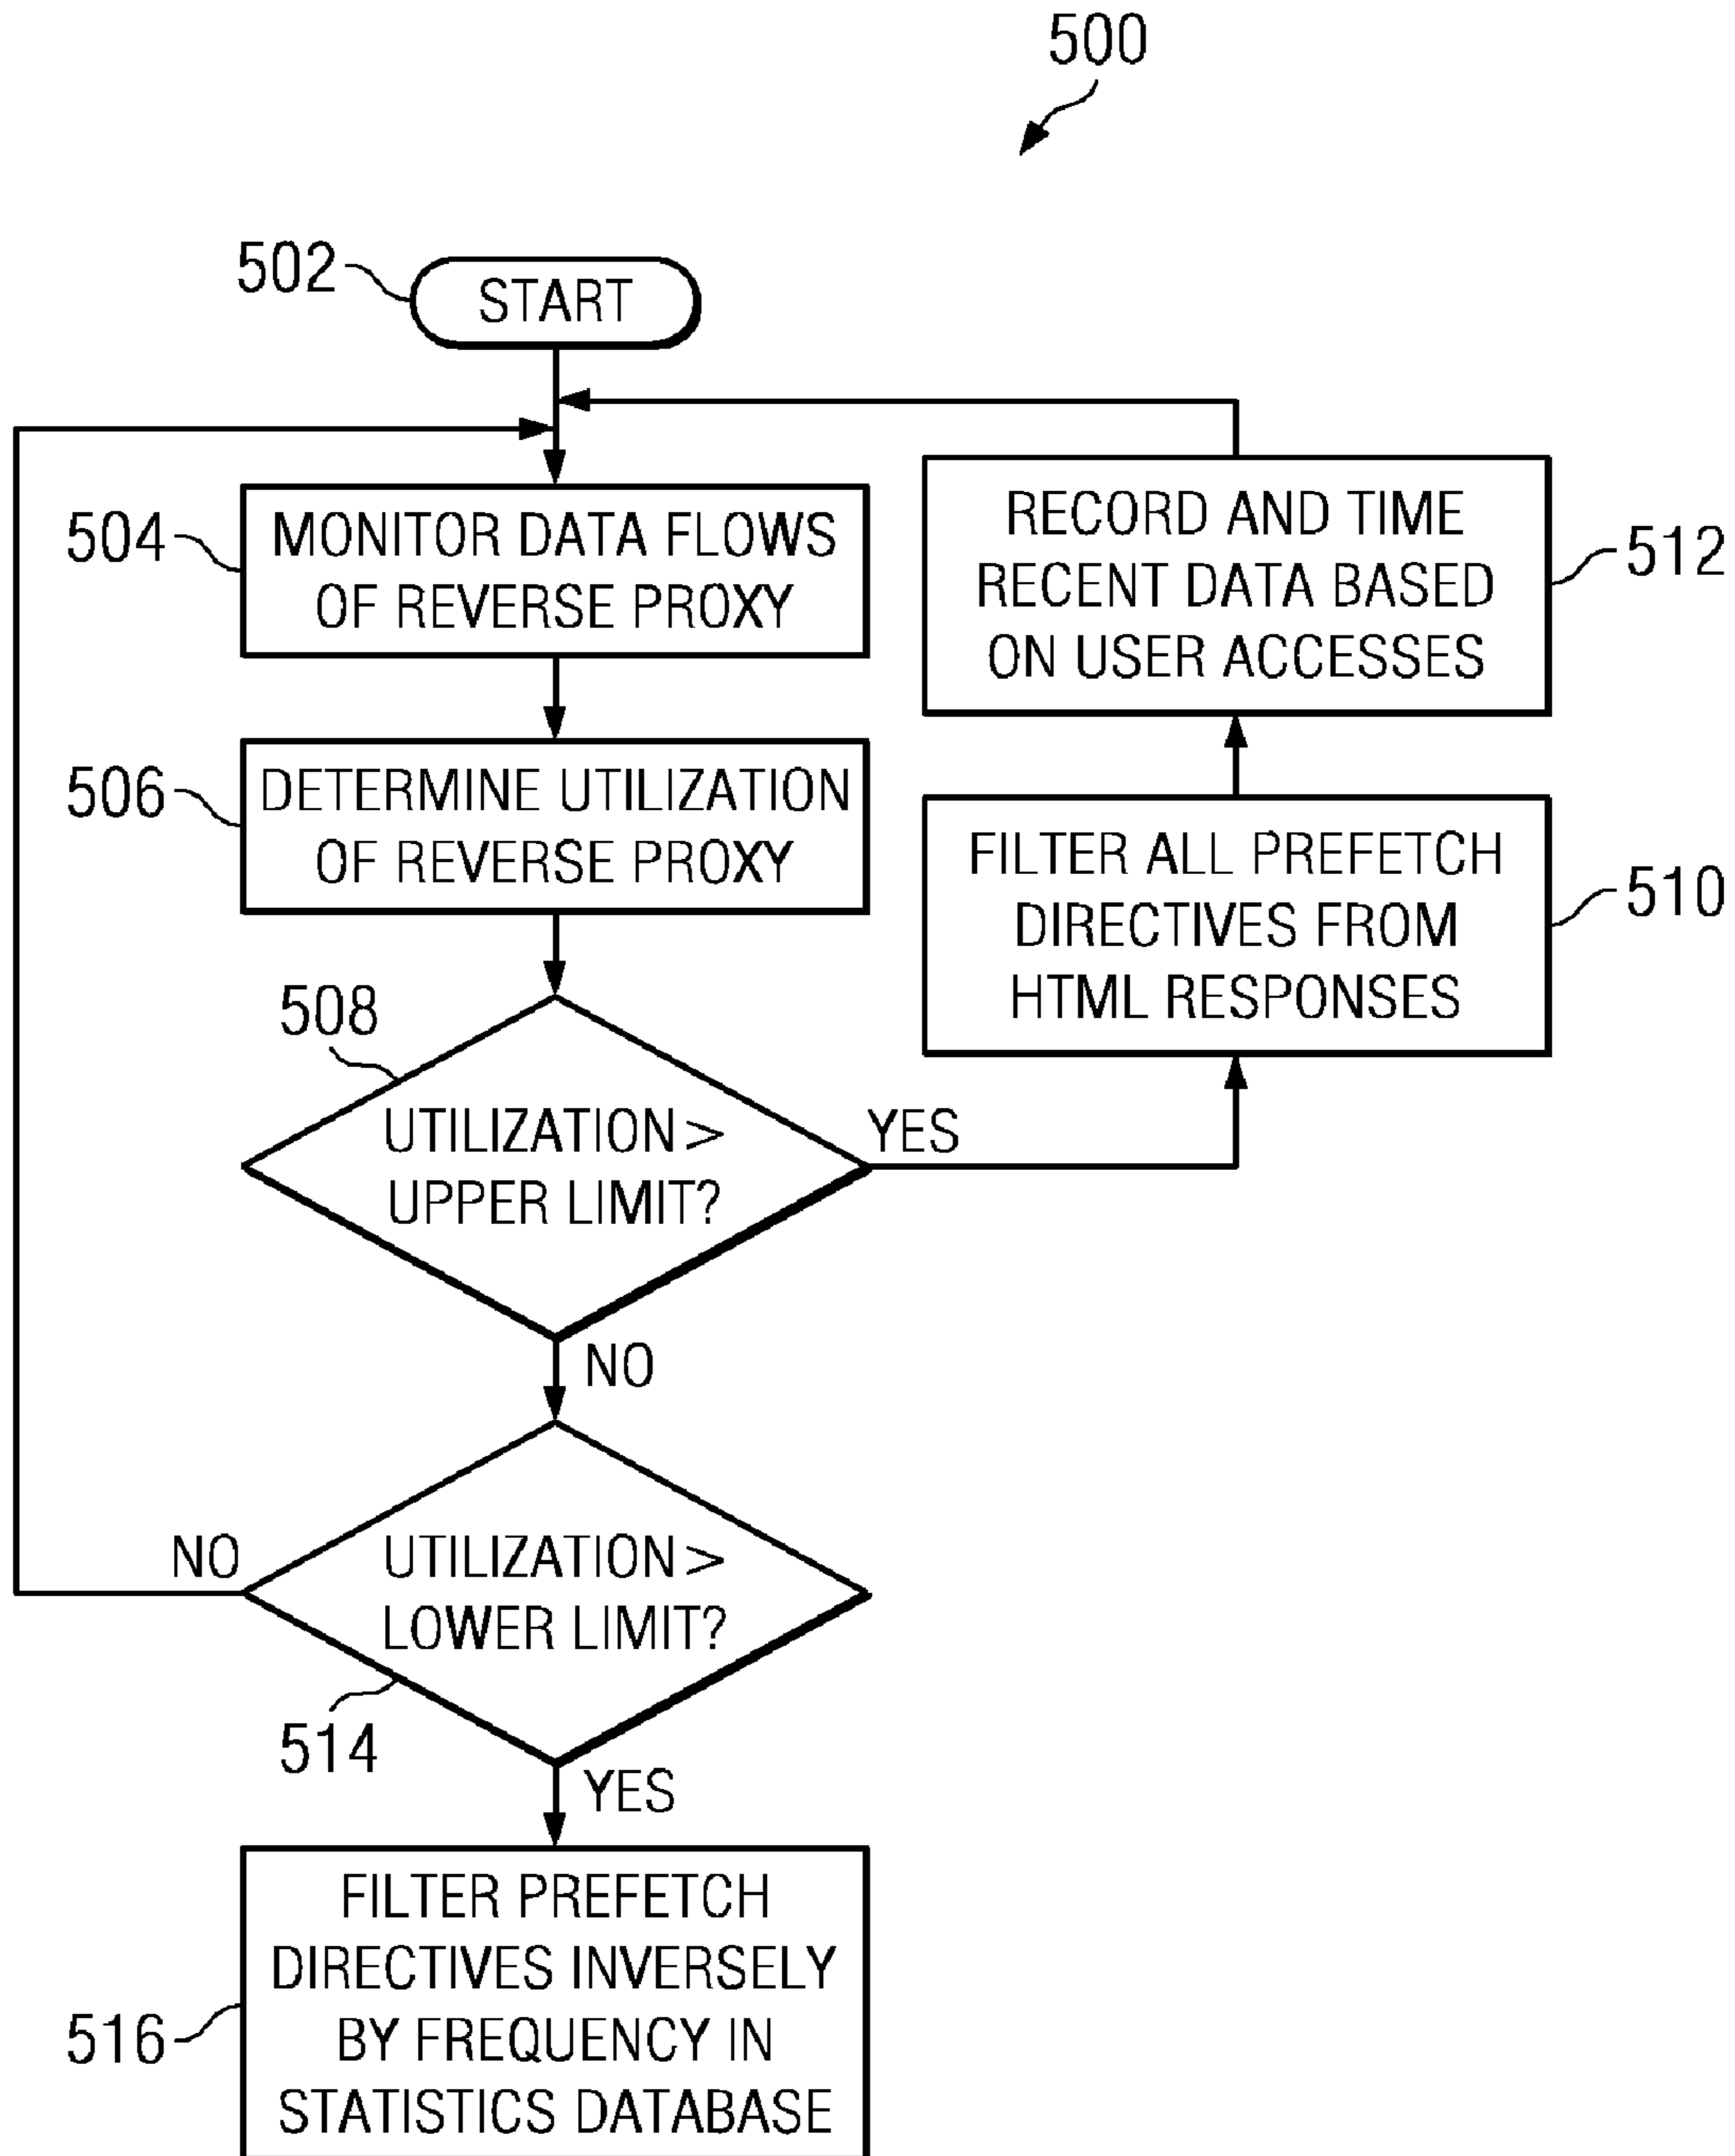 500
502
START
504
MONITOR DATA FLOWS
OF REVERSE PROXY
RECORD AND TIME
RECENT DATA BASED
ON USER ACCESSES
512
506
DETERMINE UTILIZATION
OF REVERSE PROXY
FILTER ALL PREFETCH
DIRECTIVES FROM
HTML RESPONSES
510
508
UTILIZATION >
UPPER LIMIT?
YES
NO
UTILIZATION >
LOWER LIMIT?
NO
514
YES
516
FILTER PREFETCH
DIRECTIVES INVERSELY
BY FREQUENCY IN
STATISTICS DATABASE